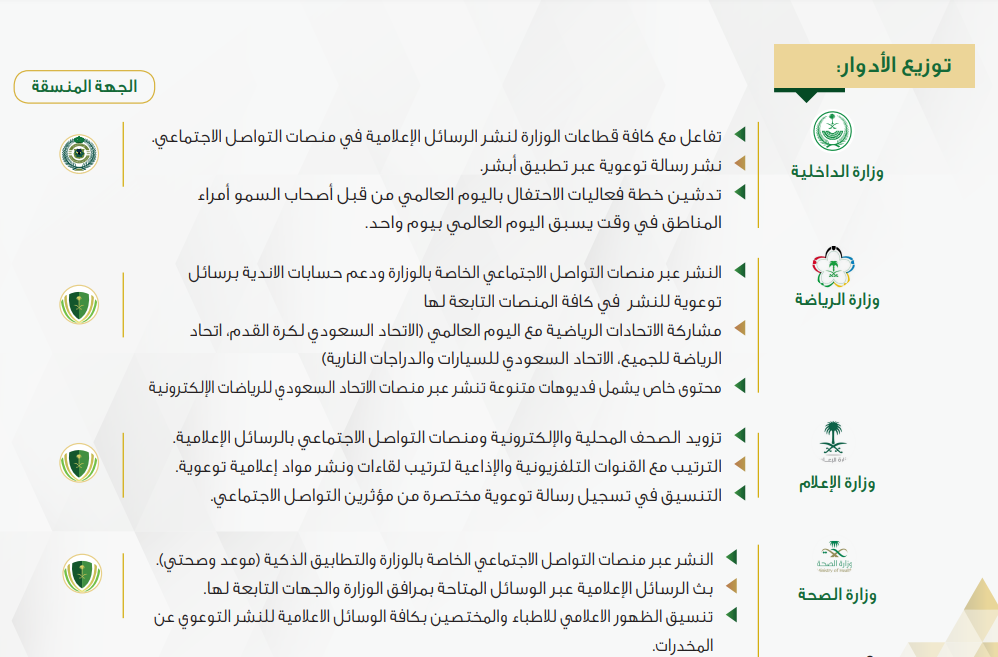 توزيع الأدوار:
الجهة المنسقة
وزارة الداخلية
تفاعل مع كافة قطاعات الوزارة لنشر الرسائل الإعلامية في منصات التواصل الاجتماعي.
نشر رسالة توعوية عبر تطبيق أبشر.
تدشين خطة فعاليات الاحتفال باليوم العالمي من قبل أصحاب السمو أمراء
المناطق في وقت يسبق اليوم العالمي بيوم واحد.
وزارة الرياضة
النشر عبر منصات التواصل الاجتماعي الخاصة بالوزارة ودعم حسابات الاندية برسائل
توعوية للنشر في كافة المنصات التابعة لها
مشاركة الاتحادات الرياضية مع اليوم العالمي (الاتحاد السعودي لكرة القدم، اتحاد
الرياضة للجميع، الاتحاد السعودي للسيارات والدراجات النارية)
محتوى خاص يشمل فديوهات متنوعة تنشر عبر منصات الاتحاد السعودي للرياضات الإلكترونية
وزارة الإعلام
تزويد الصحف المحلية والإلكترونية ومنصات التواصل الاجتماعي بالرسائل الإعلامية.
الترتيب مع القنوات التلفزيونية والإذاعية لترتيب لقاءات ونشر مواد إعلامية توعوية.
التنسيق في تسجيل رسالة توعوية مختصرة من مؤثرين التواصل الاجتماعي.
وزارة الصحة
وزارة الصحة
النشر عبر منصات التواصل الاجتماعي الخاصة بالوزارة والتطابيق الذكية (موعد وصحتي).
بث الرسائل الإعلامية عبر الوسائل المتاحة بمرافق الوزارة والجهات التابعة لها.
تنسيق الظهور الاعلامي للاطباء والمختصين بكافة الوسائل الاعلامية للنشر التوعوي عن
المخدرات.